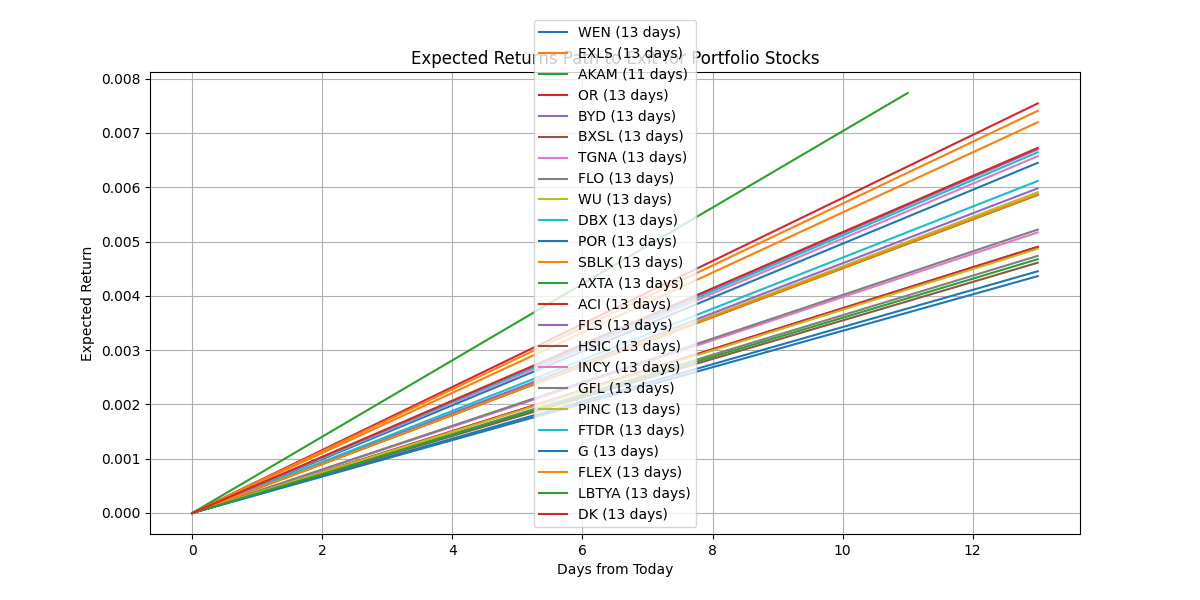 Expected Returns Path to Exit for Portfolio Stocks
WEN (13 days)
EXLS (13 days)
AKAM (11 days)
OR (13 days)
BYD (13 days)
BXSL (13 days)
TGNA (13 days)
FLO (13 days)
WU (13 days)
DBX (13 days)
POR (13 days)
SBLK (13 days)
AXTA (13 days)
ACI (13 days)
FLS (13 days)
HSIC (13 days)
INCY (13 days)
GFL (13 days)
PINC (13 days)
FTDR (13 days)
G (13 days)
FLEX (13 days)
LBTYA (13 days)
DK (13 days)
Expected Return
0.008
0.007
0.006
0.005
0.004
0.003
0.002
0.001
0.000
0 2 4 6 8 10 12
Days from Today